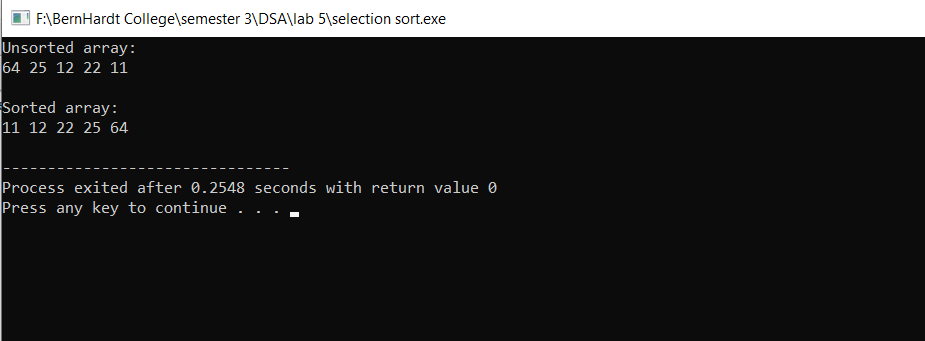 F:\BernHardt College\semester 3\DSA\lab 5\selection sort.exe
Unsorted array:
64 25 12 22 11
Sorted array:
11 12 22 25 64
--------------------------------
Process exited after 0.2548 seconds with return value 0
Press any key to continue . . .